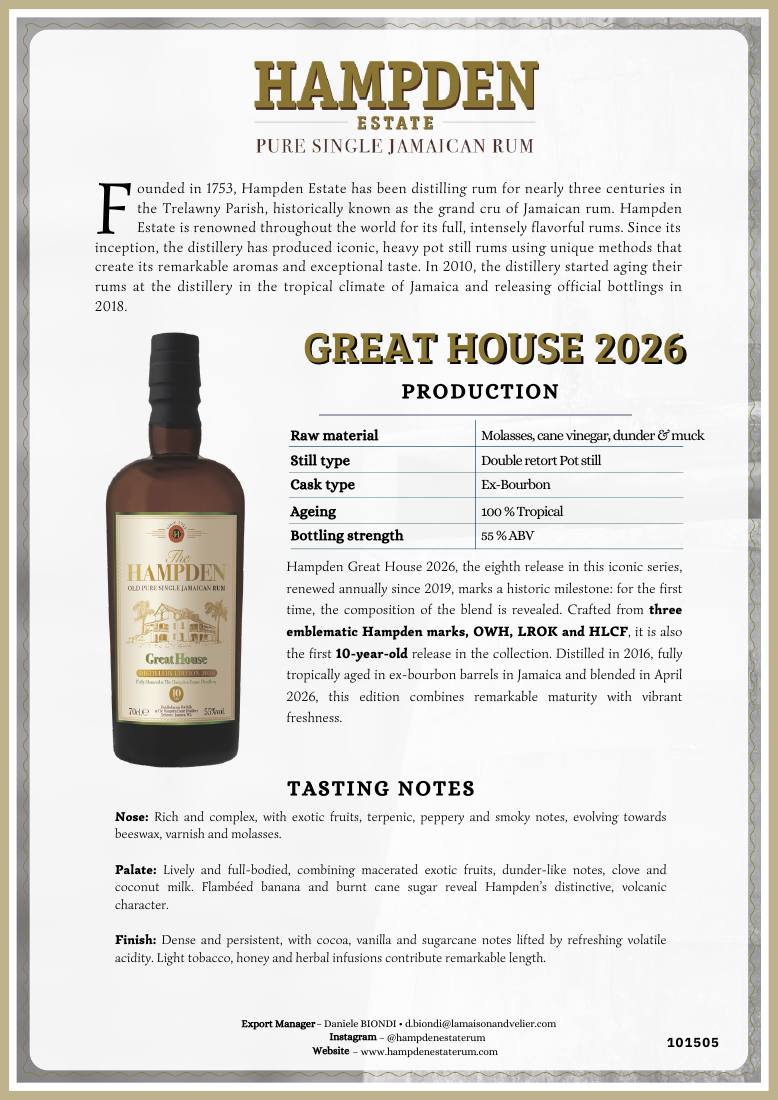 HAMPDEN
ESTATE
PURE SINGLE JAMAICAN RUM
Founded in 1753, Hampden Estate has been distilling rum for nearly three centuries in
the Trelawny Parish, historically known as the grand cru of Jamaican rum. Hampden
Estate is renowned throughout the world for its full, intensely flavorful rums. Since its
inception, the distillery has produced iconic, heavy pot still rums using unique methods that
create its remarkable aromas and exceptional taste. In 2010, the distillery started aging their
rums at the distillery in the tropical climate of Jamaica and releasing official bottlings in
2018.
GREAT HOUSE 2026
PRODUCTION
Raw material Molasses, cane vinegar, dunder & muck
Still type Double retort Pot still
Cask type Ex-Bourbon
Ageing 100 % Tropical
Bottling strength 55 % ABV
Hampden Great House 2026, the eighth release in this iconic series,
renewed annually since 2019, marks a historic milestone: for the first
time, the composition of the blend is revealed. Crafted from three
emblematic Hampden marks, OWH, LROK and HLCF, it is also
the first 10-year-old release in the collection. Distilled in 2016, fully
tropically aged in ex-bourbon barrels in Jamaica and blended in April
2026, this edition combines remarkable maturity with vibrant
freshness.
The
HAMPDEN
OLD PURE SINGLE JAMAICAN RUM
Great House
DISTILLERY EDITION 2026
10
70cl e
55%vol.
TASTING NOTES
Nose: Rich and complex, with exotic fruits, terpenic, peppery and smoky notes, evolving towards
beeswax, varnish and molasses.
Palate: Lively and full-bodied, combining macerated exotic fruits, dunder-like notes, clove and
coconut milk. Flambéed banana and burnt cane sugar reveal Hampden's distinctive, volcanic
character.
Finish: Dense and persistent, with cocoa, vanilla and sugarcane notes lifted by refreshing volatile
acidity. Light tobacco, honey and herbal infusions contribute remarkable length.
Export Manager – Daniele BIONDI • d.biondi@lamaisonandvelier.com
Instagram – @hampdenestaterum
Website – www.hampdenestaterum.com
101505